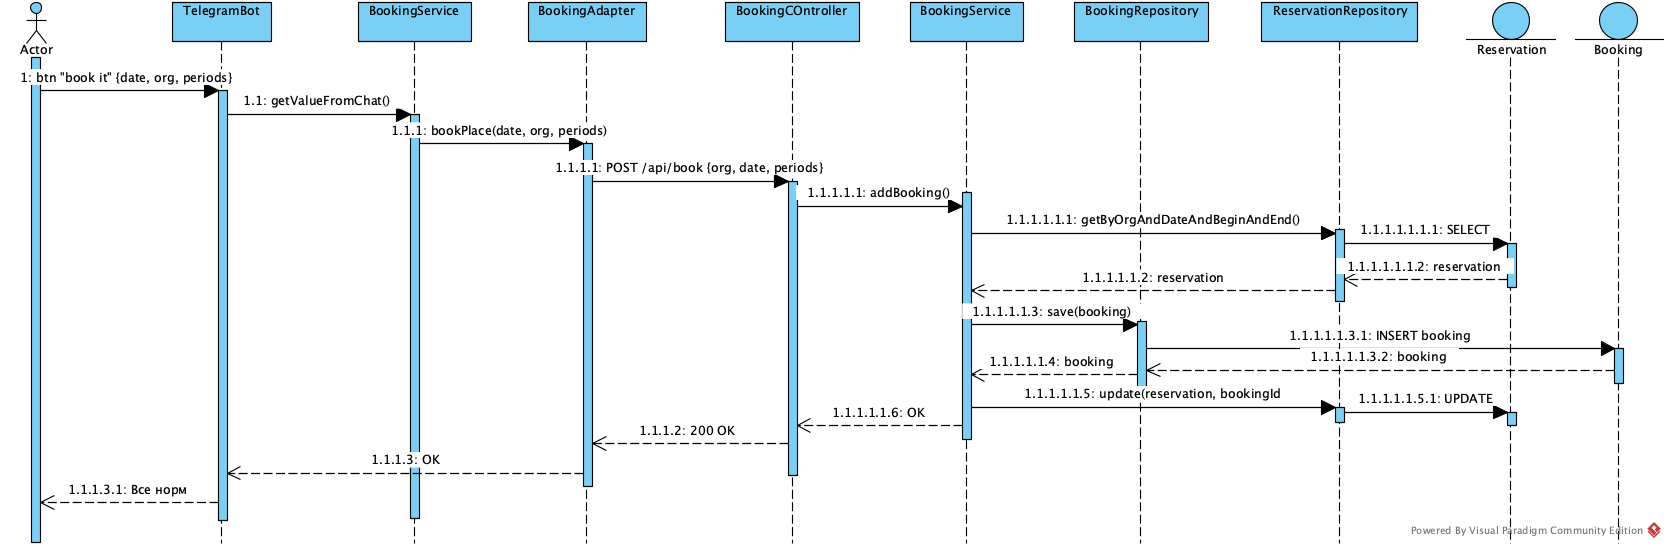 TelegramBot
BookingService
BookingAdapter
BookingCOntroller
BookingService
BookingRepository
ReservationRepository
Actor
Reservation
Booking
1: btn "book it" {date, org, periods}
1.1: getValueFromChat()
1.1.1: bookPlace(date, org, periods)
1.1.1.1: POST /api/book {org, date, periods}
1.1.1.1.1: addBooking()
1.1.1.1.1.1: getByOrgAndDateAndBeginAndEnd()
1.1.1.1.1.1.1: SELECT
1.1.1.1.1.1.2: reservation
1.1.1.1.1.2: reservation
1.1.1.1.1.3: save(booking)
1.1.1.1.1.3.1: INSERT booking
1.1.1.1.1.3.2: booking
1.1.1.1.1.4: booking
1.1.1.1.1.5: update(reservation, bookingId
1.1.1.1.1.5.1: UPDATE
1.1.1.1.1.6: OK
1.1.1.2: 200 OK
1.1.1.3: OK
1.1.1.3.1: Все норм
Powered By Visual Paradigm Community Edition